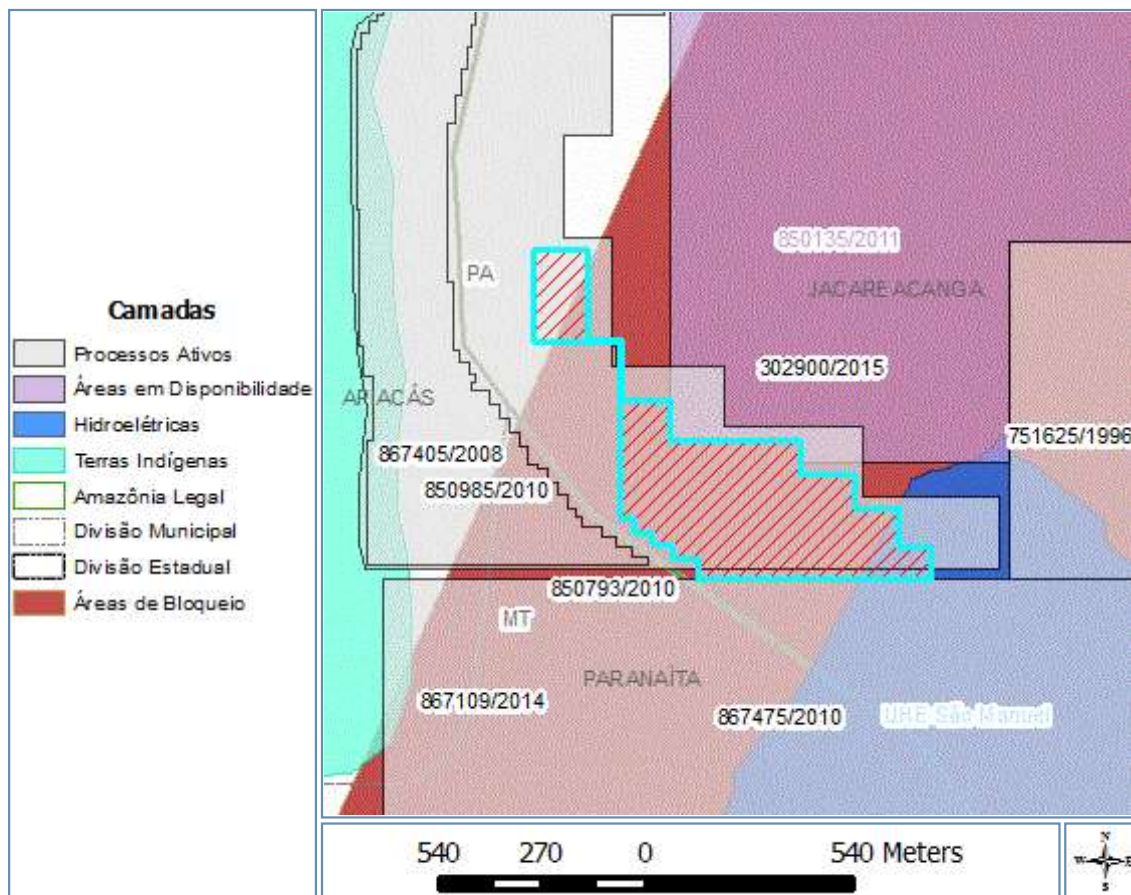 Camadas
Processos Ativos
Áreas em Disponibilidade
Hidroelétricas
Terras Indígenas
Amazônia Legal
Divisão Municipal
Divisão Estadual
Áreas de Bloqueio
850135/2011
PA
JACAREACANGA
302900/2015
751625/1996
867405/2008
850985/2010
850793/2010
MT
PARANAÍTA
867109/2014
867475/2010
UHE São Manuel
540 270 0 540 Meters
N
W E
S